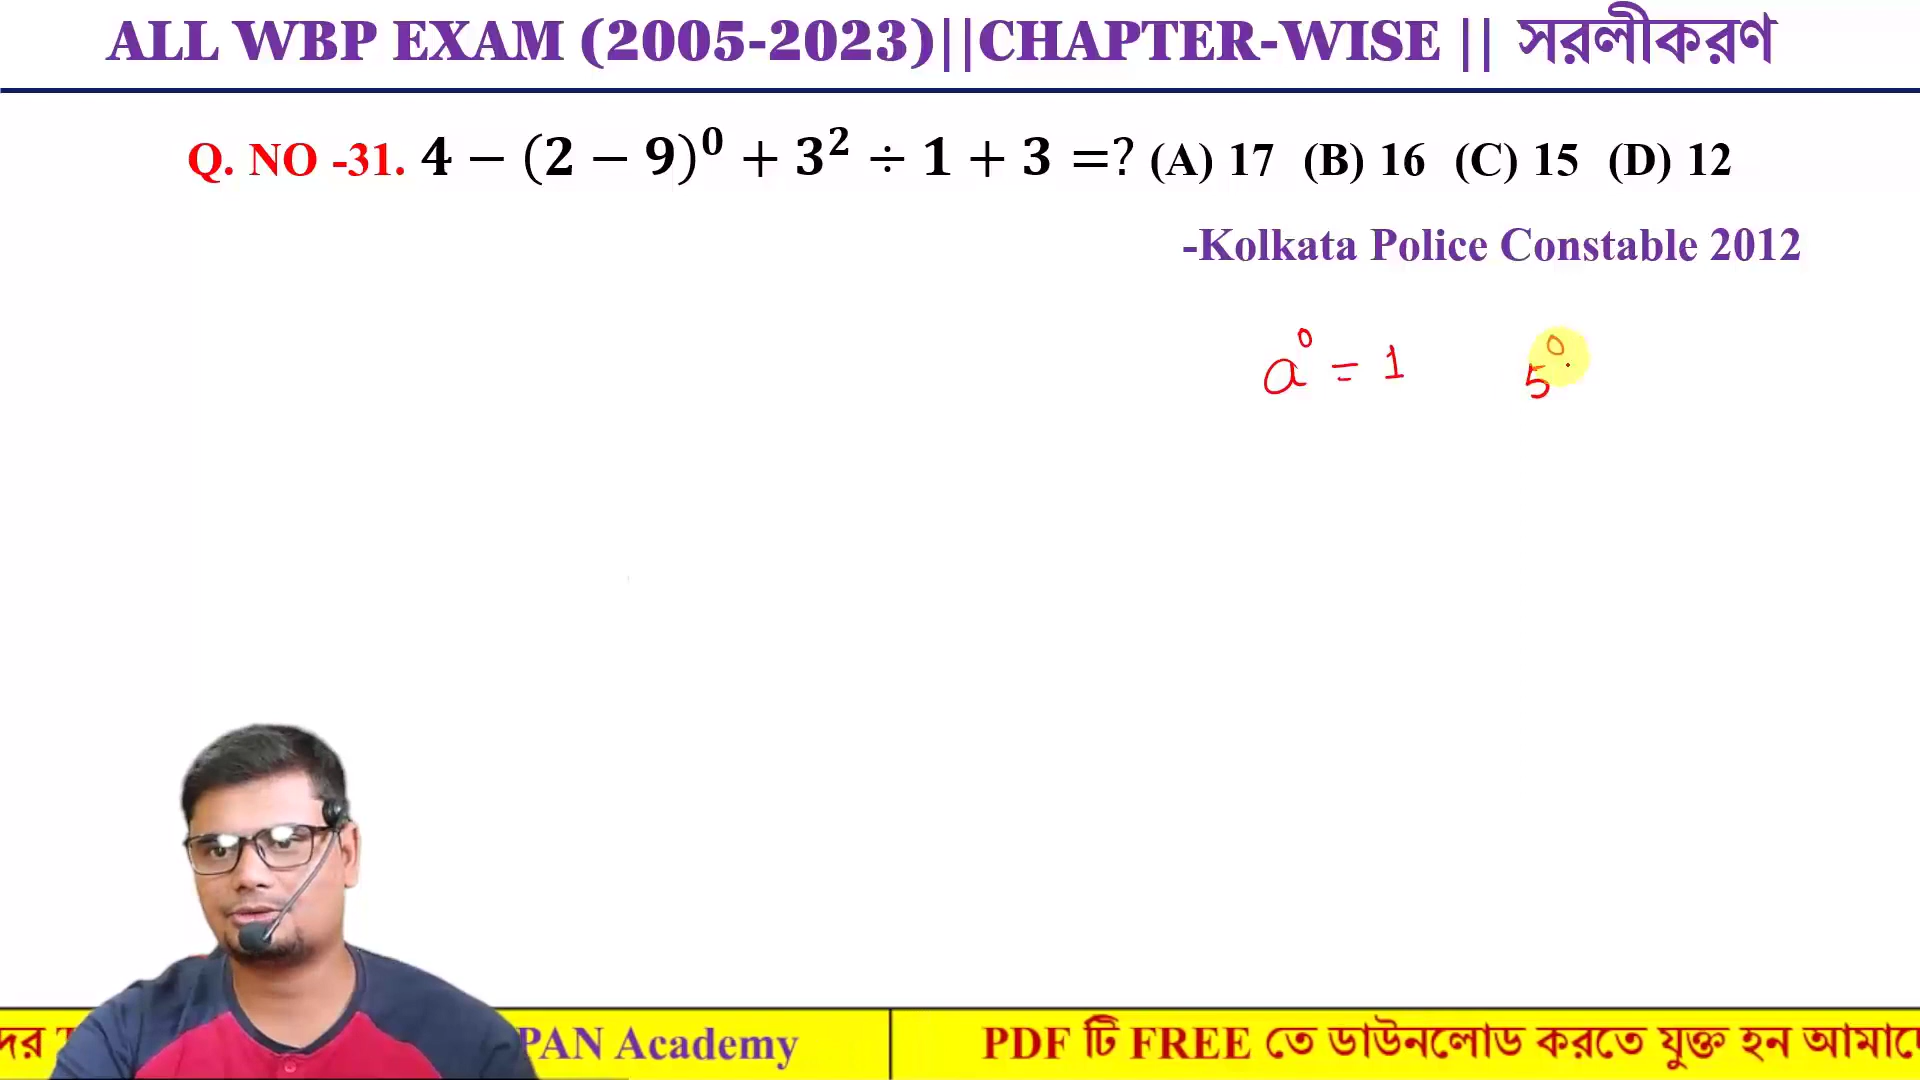 ALL WBP EXAM (2005-2023)||CHAPTER-WISE || সরলীকরণ
Q. NO -31. 4 − (2 − 9)⁰ + 3² ÷ 1 + 3 =? (A) 17 (B) 16 (C) 15 (D) 12
-Kolkata Police Constable 2012
a⁰ = 1 5⁰
PAN Academy PDF টি FREE তে ডাউনলোড করতে যুক্ত হন